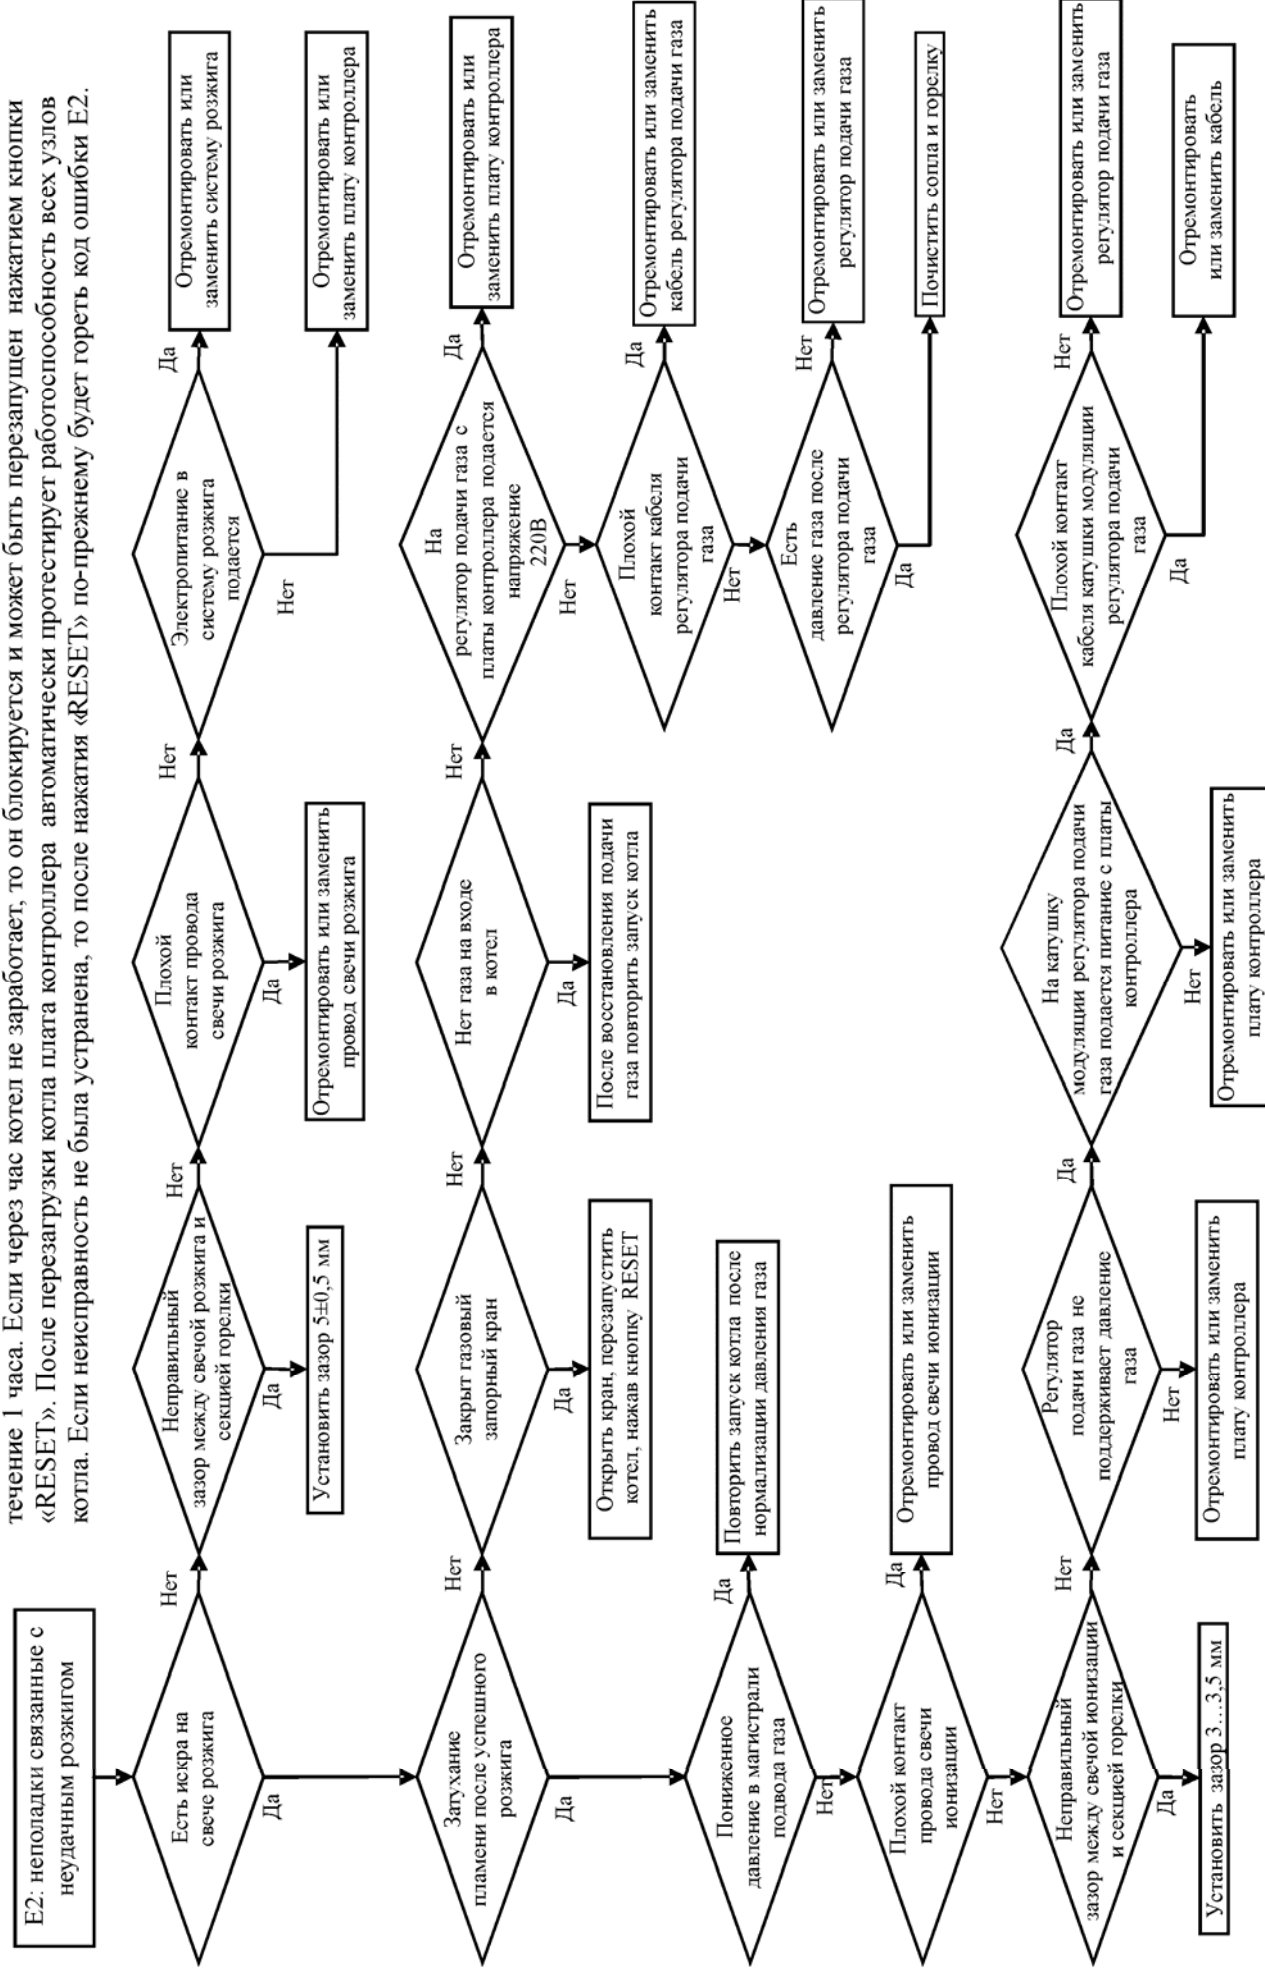 течение 1 часа. Если через час котел не заработает, то он блокируется и может быть перезапущен нажатием кнопки
«RESET». После перезагрузки котла плата контроллера автоматически протестирует работоспособность всех узлов
котла. Если неисправность не была устранена, то после нажатия «RESET» по-прежнему будет гореть код ошибки Е2.
Е2: неполадки связанные с
неудачным розжигом
Есть искра на
свече розжига
Нет
Да
Неправильный
зазор между свечой розжига и
секцией горелки
Нет
Да
Установить зазор 5±0,5 мм
Плохой
контакт провода
свечи розжига
Нет
Да
Отремонтировать или заменить
провод свечи розжига
Электропитание в
систему розжига
подается
Да
Нет
Отремонтировать или
заменить систему розжига
Отремонтировать или
заменить плату контроллера
Затухание
пламени после успешного
розжига
Нет
Да
Закрыт газовый
запорный кран
Нет
Да
Открыть кран, перезапустить
котел, нажав кнопку RESET
Нет газа на входе
в котел
Нет
Да
После восстановления подачи
газа повторить запуск котла
На
регулятор подачи газа с
платы контроллера подается
напряжение
220В
Да
Нет
Отремонтировать или
заменить плату контроллера
Плохой
контакт кабеля
регулятора подачи
газа
Да
Нет
Отремонтировать или заменить
кабель регулятора подачи газа
Есть
давление газа после
регулятора подачи
газа
Нет
Да
Отремонтировать или заменить
регулятор подачи газа
Почистить сопла и горелку
Пониженное
давление в магистрали
подвода газа
Да
Нет
Повторить запуск котла после
нормализации давления газа
Плохой контакт
провода свечи
ионизации
Да
Нет
Отремонтировать или заменить
провод свечи ионизации
Неправильный
зазор между свечой ионизации
и секцией горелки
Нет
Да
Установить зазор 3…3,5 мм
Регулятор
подачи газа не
поддерживает давление
газа
Да
Нет
Отремонтировать или заменить
плату контроллера
На катушку
модуляции регулятора подачи
газа подается питание с платы
контроллера
Да
Нет
Отремонтировать или заменить
плату контроллера
Плохой контакт
кабеля катушки модуляции
регулятора подачи
газа
Нет
Да
Отремонтировать или заменить
регулятор подачи газа
Отремонтировать
или заменить кабель